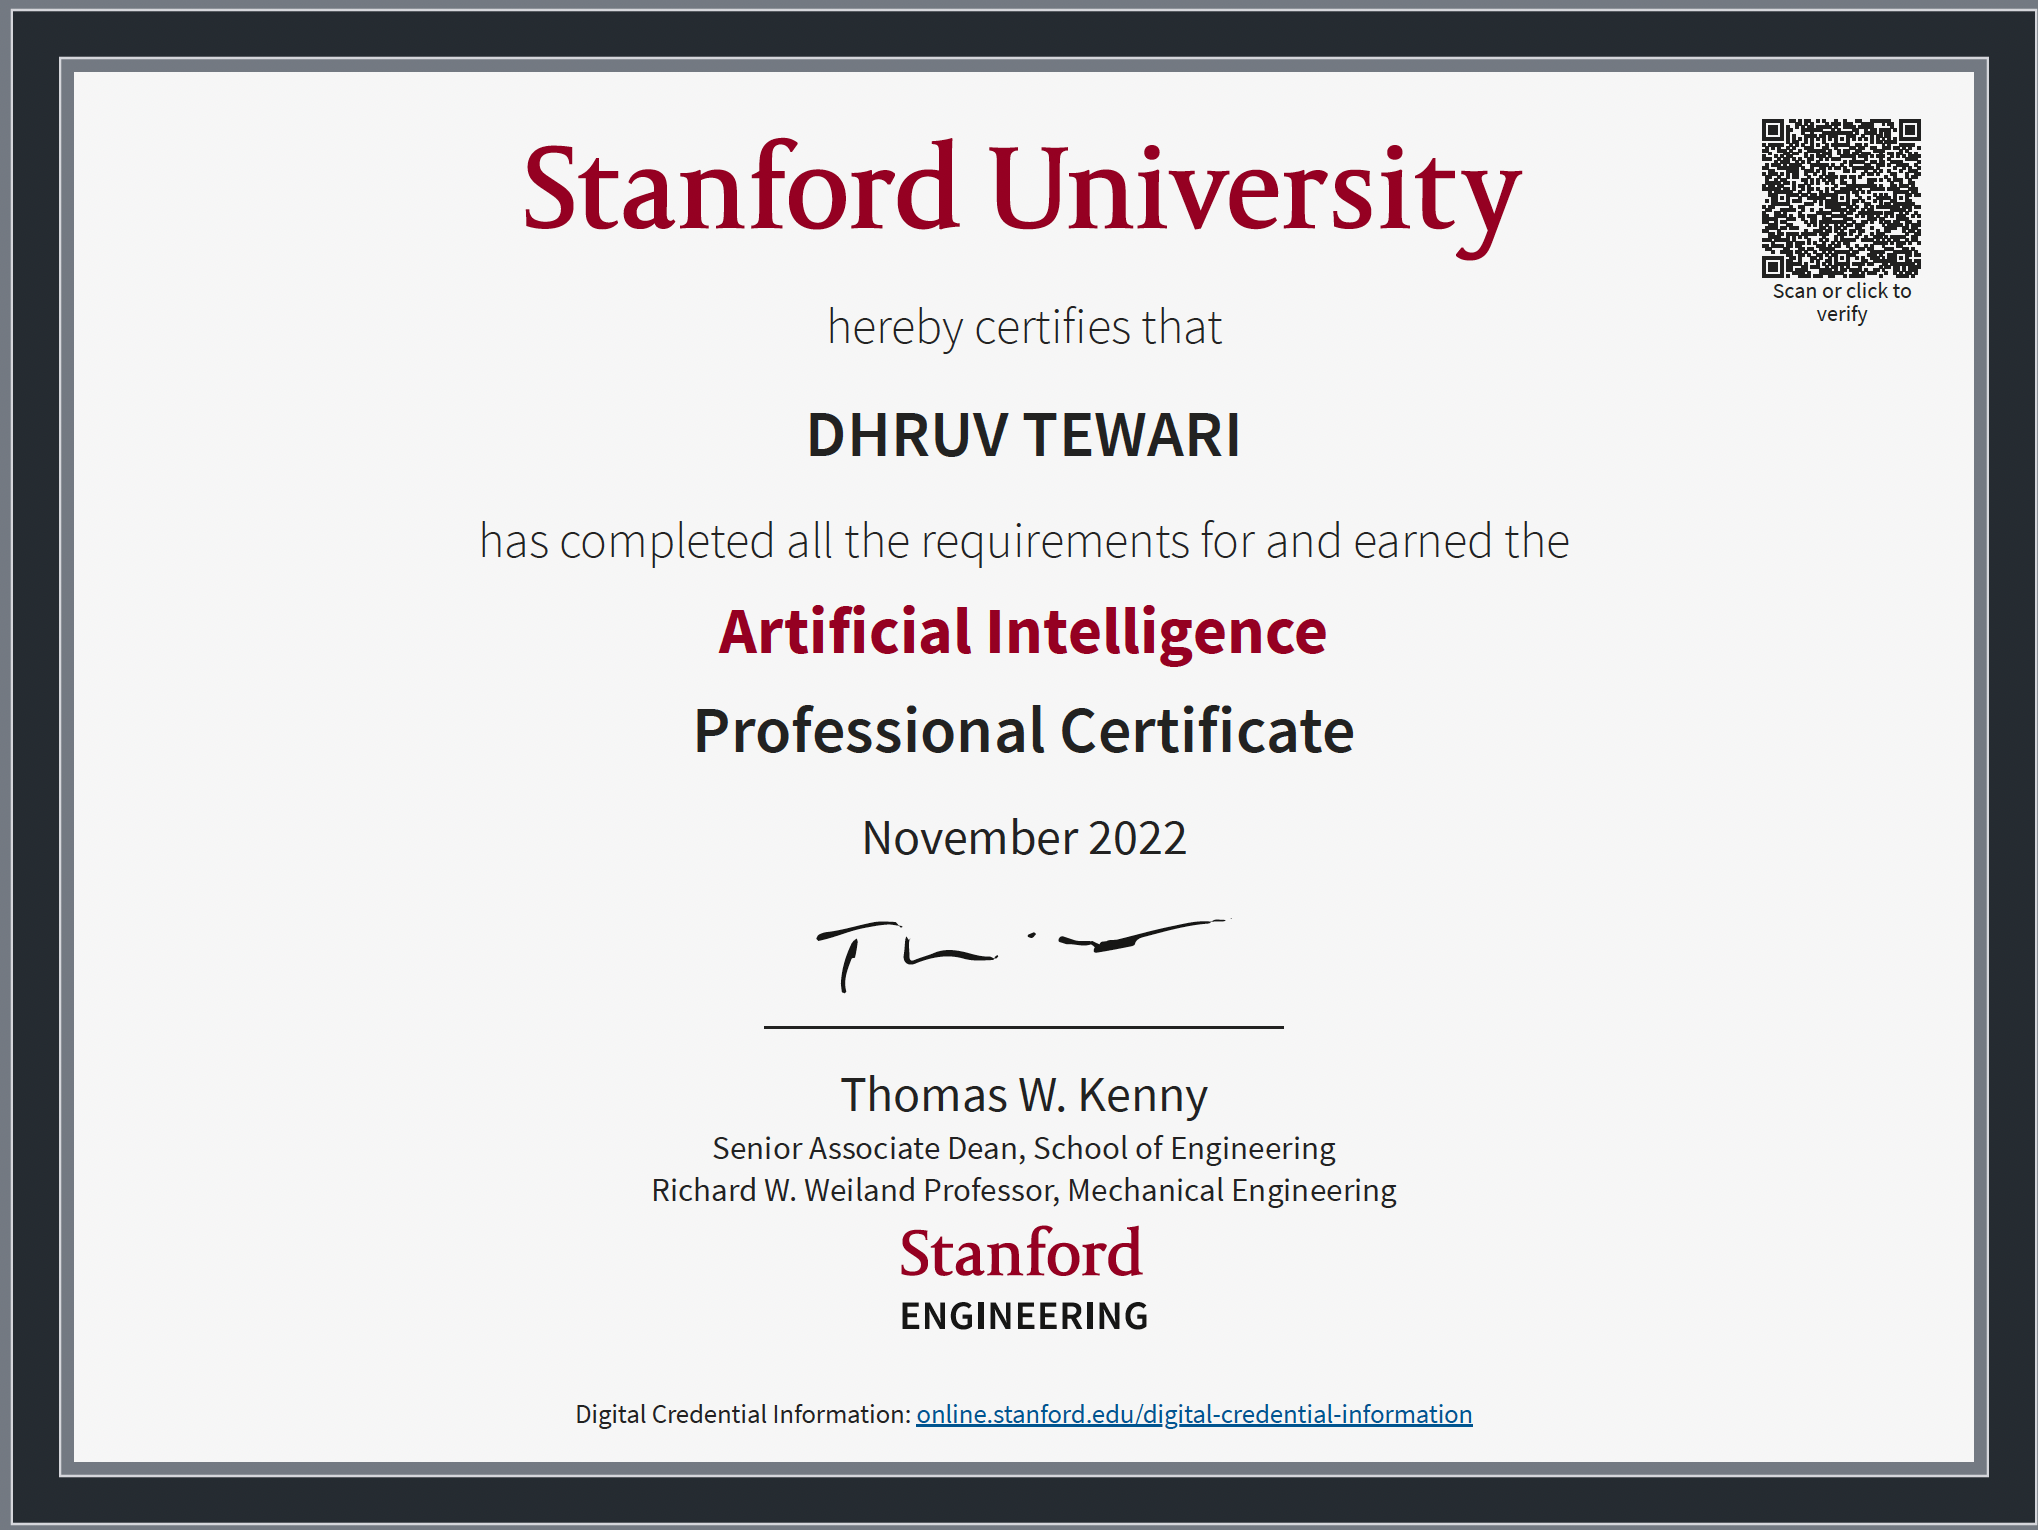 Stanford University
Scan or click to
verify
hereby certifies that
DHRUV TEWARI
has completed all the requirements for and earned the
Artificial Intelligence
Professional Certificate
November 2022
Thomas W. Kenny
Senior Associate Dean, School of Engineering
Richard W. Weiland Professor, Mechanical Engineering
Stanford
ENGINEERING
Digital Credential Information: online.stanford.edu/digital-credential-information